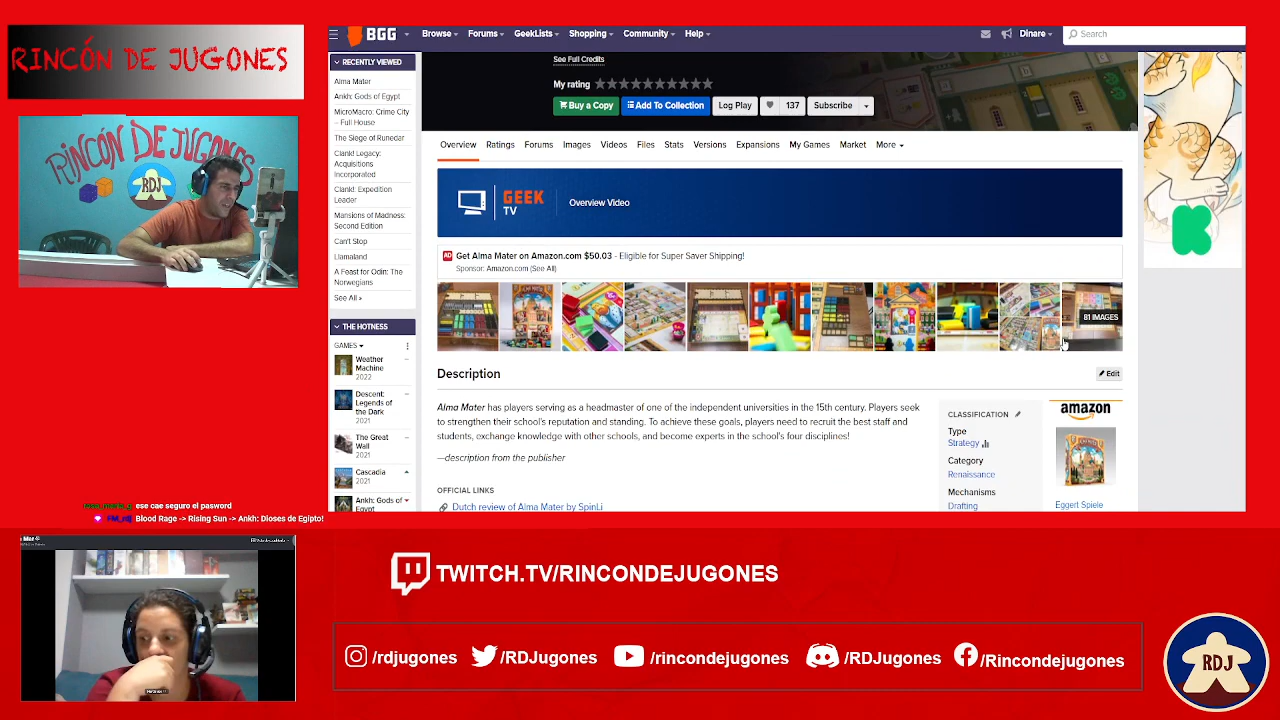 RINCÓN DE JUGONES
RINCÓN DE JUGONES
RDJ
BGG
Browse
Forums
GeekLists
Shopping
Community
Help
Dinare
Search
RECENTLY VIEWED
Alma Mater
Ankh: Gods of Egypt
MicroMacro: Crime City
– Full House
The Siege of Runedar
Clank! Legacy:
Acquisitions
Incorporated
Clank!: Expedition
Leader
Mansions of Madness:
Second Edition
Can't Stop
Llamaland
A Feast for Odin: The
Norwegians
See All »
THE HOTNESS
GAMES
Weather
Machine
2022
Descent:
Legends of
the Dark
2021
The Great
Wall
2021
Cascadia
2021
Ankh: Gods of
Egypt
See Full Credits
My rating
Buy a Copy
Add To Collection
Log Play
137
Subscribe
Overview
Ratings
Forums
Images
Videos
Files
Stats
Versions
Expansions
My Games
Market
More
GEEK
TV
Overview Video
AD
Get Alma Mater on Amazon.com $50.03 - Eligible for Super Saver Shipping!
Sponsor: Amazon.com (See All)
81 IMAGES
Description
Edit
Alma Mater has players serving as a headmaster of one of the independent universities in the 15th century. Players seek
to strengthen their school's reputation and standing. To achieve these goals, players need to recruit the best staff and
students, exchange knowledge with other schools, and become experts in the school's four disciplines!
—description from the publisher
OFFICIAL LINKS
Dutch review of Alma Mater by SpinLi
CLASSIFICATION
Type
Strategy
Category
Renaissance
Mechanisms
Drafting
amazon
Eggert Spiele
K
ese cae seguro el pasword
Blood Rage -> Rising Sun -> Ankh: Dioses de Egipto!
TWITCH.TV/RINCONDEJUGONES
/rdjugones
/RDJugones
/rincondejugones
/RDJugones
/Rincondejugones
RDJ